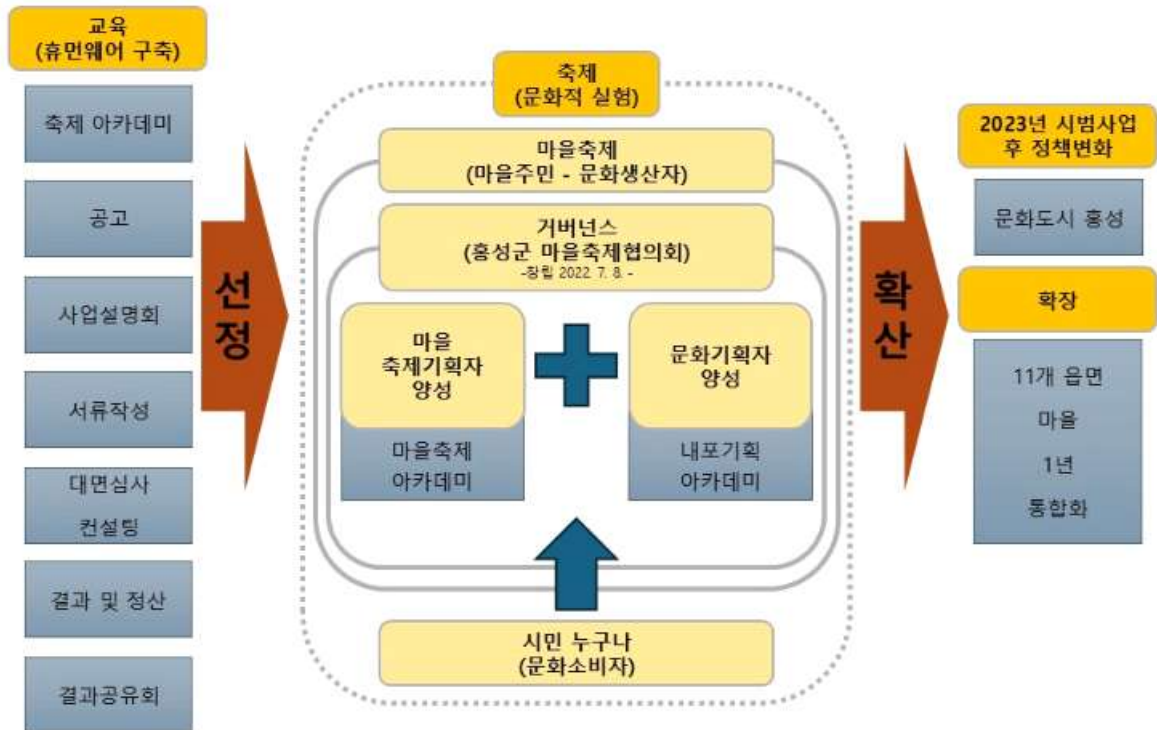 교육
(휴먼웨어 구축)
축제 아카데미
공고
사업설명회
서류작성
대면심사
컨설팅
결과 및 정산
결과공유회
선
정
축제
(문화적 실험)
마을축제
(마을주민 - 문화생산자)
거버넌스
(홍성군 마을축제협의회)
-창립 2022. 7. 8. -
마을
축제기획자
양성
마을축제
아카데미
문화기획자
양성
내포기획
아카데미
시민 누구나
(문화소비자)
확
산
2023년 시범사업
후 정책변화
문화도시 홍성
확장
11개 읍면
마을
1년
통합화